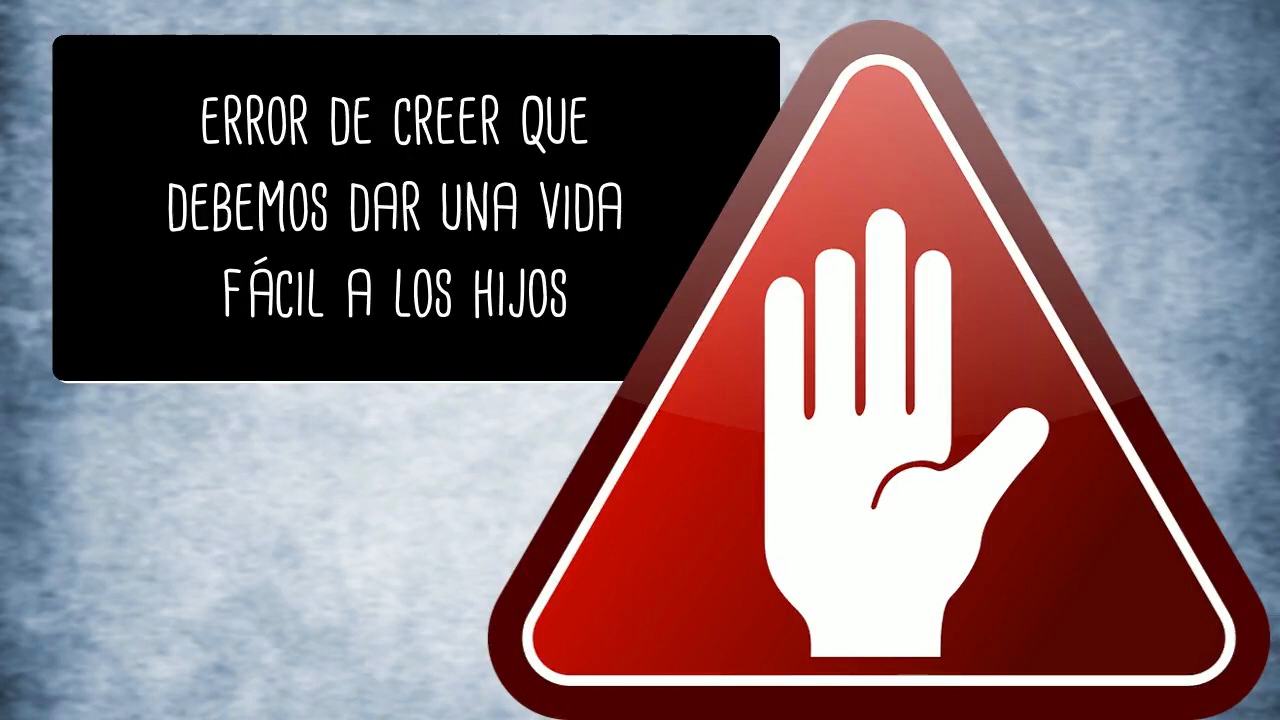 ERROR DE CREER QUE
DEBEMOS DAR UNA VIDA
FÁCIL A LOS HIJOS